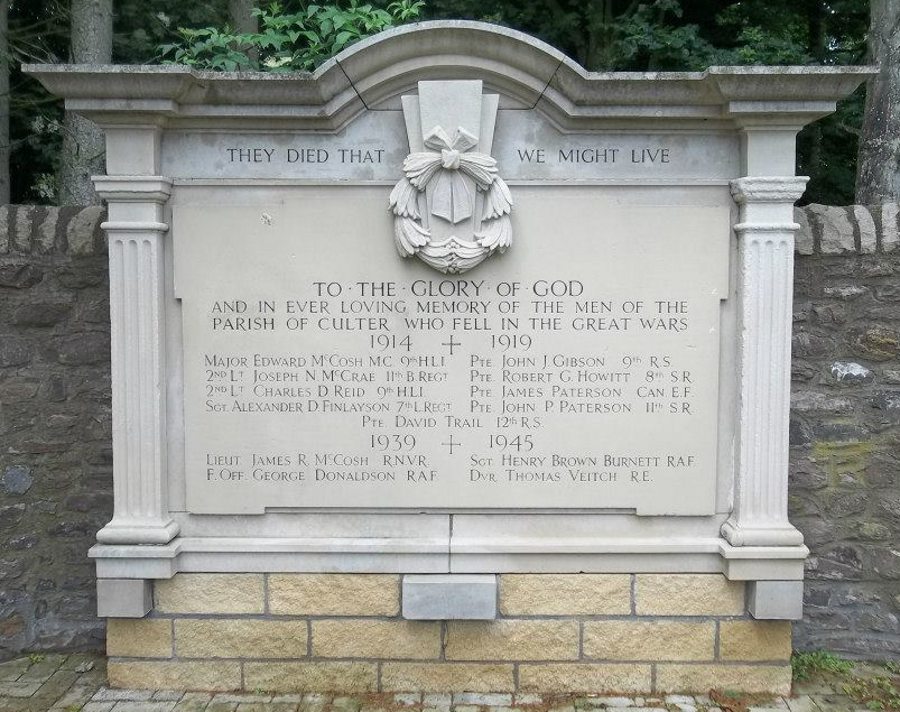 THEY DIED THAT WE MIGHT LIVE
TO · THE · GLORY · OF · GOD
AND IN EVER LOVING MEMORY OF THE MEN OF THE
PARISH OF CULTER WHO FELL IN THE GREAT WARS
1914 + 1919
MAJOR EDWARD McCOSH M.C. 9th H.L.I. PTE. JOHN J. GIBSON 9th R.S.
2ND LT JOSEPH N McCRAE 11th B.REGT PTE. ROBERT G. HOWITT 8th S.R
2ND LT CHARLES D REID 9th H.L.I. PTE. JAMES PATERSON CAN E.F.
SGT. ALEXANDER D. FINLAYSON 7th L.REGT PTE JOHN P. PATERSON 11th S.R
PTE. DAVID TRAIL 12th R.S.
1939 + 1945
LIEUT. JAMES R. McCOSH R.N.V.R. SGT. HENRY BROWN BURNETT R.A.F
F. OFF. GEORGE DONALDSON R.A.F. DVR. THOMAS VEITCH R.E.